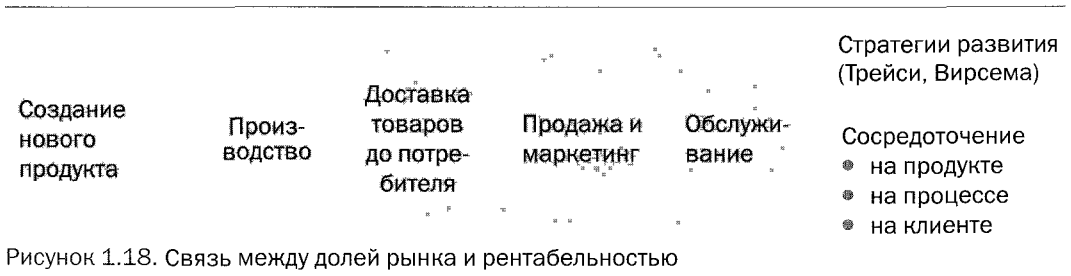 Создание
нового
продукта
Произ-
водство
Доставка
товаров
до потре-
бителя
Продажа и
маркетинг
Обслужи-
вание
Стратегии развития
(Трейси, Вирсема)
Сосредоточение
на продукте
на процессе
на клиенте
Рисунок 1.18. Связь между долей рынка и рентабельностью